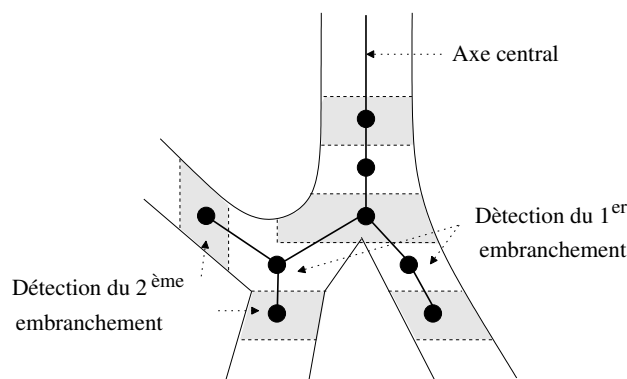 Axe central
Dètection du 1er
embranchement
Détection du 2ème
embranchement